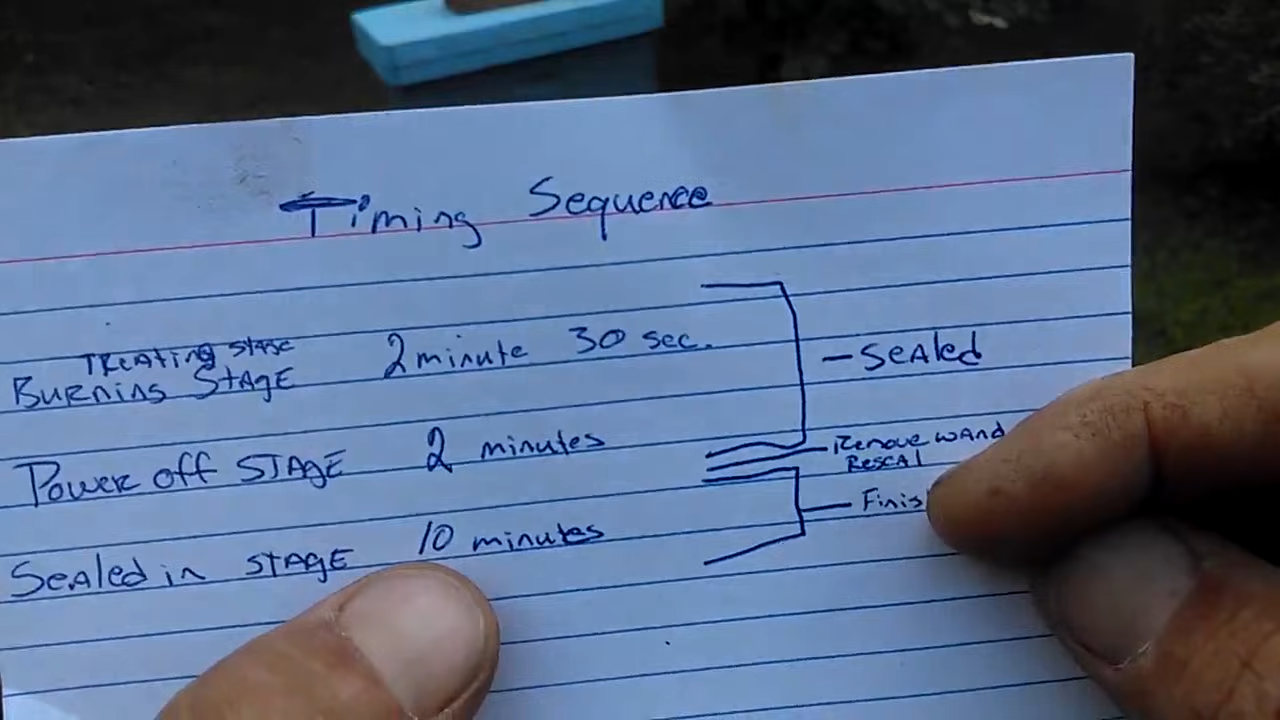 Timing Sequence
Treating Stage
Burning Stage 2 minute 30 sec.
- Sealed
Power off Stage 2 minutes
- Remove wand
Reseal
Sealed in Stage 10 minutes